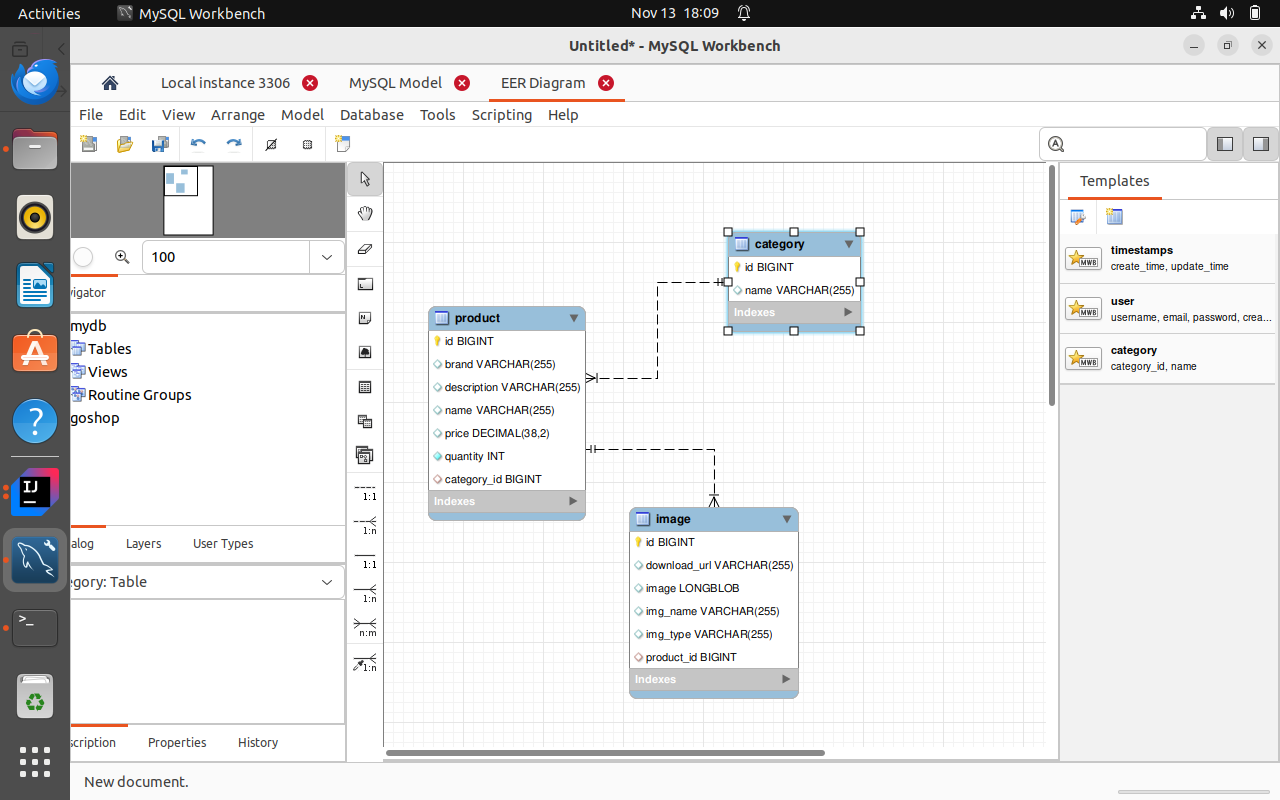 Activities
MySQL Workbench
Nov 13 18:09
Untitled* - MySQL Workbench
Local instance 3306
MySQL Model
EER Diagram
File Edit View Arrange Model Database Tools Scripting Help
100
vigator
mydb
Tables
Views
Routine Groups
goshop
alog Layers User Types
egory: Table
scription Properties History
New document.
1:1
1:n
1:1
1:n
n:m
1:n
product
id BIGINT
brand VARCHAR(255)
description VARCHAR(255)
name VARCHAR(255)
price DECIMAL(38,2)
quantity INT
category_id BIGINT
Indexes
category
id BIGINT
name VARCHAR(255)
Indexes
image
id BIGINT
download_url VARCHAR(255)
image LONGBLOB
img_name VARCHAR(255)
img_type VARCHAR(255)
product_id BIGINT
Indexes
Templates
MWB
timestamps
create_time, update_time
MWB
user
username, email, password, crea...
MWB
category
category_id, name